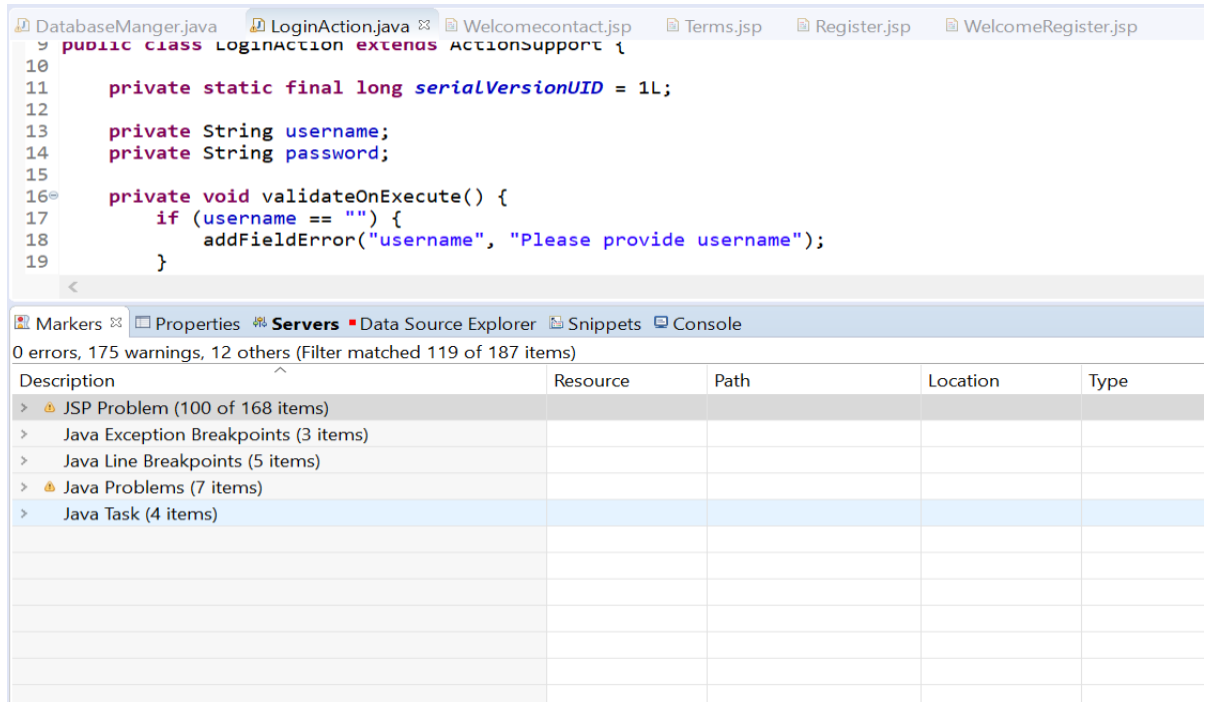 DatabaseManger.java LoginAction.java Welcomecontact.jsp Terms.jsp Register.jsp WelcomeRegister.jsp
9 public class LoginAction extends ActionSupport {
10
11 private static final long serialVersionUID = 1L;
12
13 private String username;
14 private String password;
15
16 private void validateOnExecute() {
17 if (username == "") {
18 addFieldError("username", "Please provide username");
19 }
Markers Properties Servers Data Source Explorer Snippets Console
0 errors, 175 warnings, 12 others (Filter matched 119 of 187 items)
Description Resource Path Location Type
JSP Problem (100 of 168 items)
Java Exception Breakpoints (3 items)
Java Line Breakpoints (5 items)
Java Problems (7 items)
Java Task (4 items)